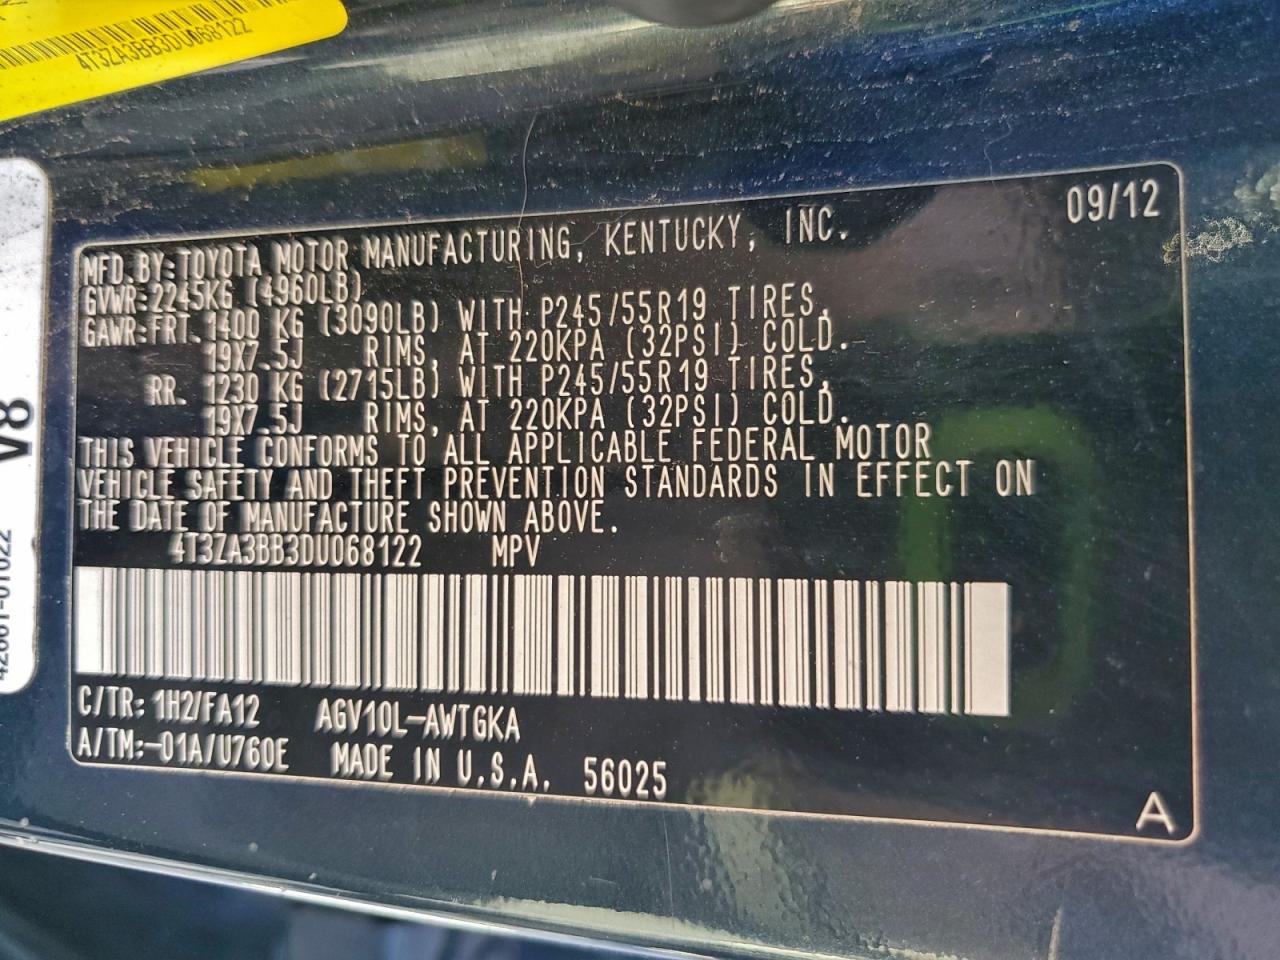 4T3ZA3BB3DU068122
V8
42661-01022
09/12
MFD.BY:TOYOTA MOTOR MANUFACTURING, KENTUCKY, INC.
GVWR:2245KG (4960LB)
GAWR:FRT. 1400 KG (3090LB) WITH P245/55R19 TIRES,
19X7.5J RIMS, AT 220KPA (32PSI) COLD.
RR. 1230 KG (2715LB) WITH P245/55R19 TIRES,
19X7.5J RIMS, AT 220KPA (32PSI) COLD.
THIS VEHICLE CONFORMS TO ALL APPLICABLE FEDERAL MOTOR
VEHICLE SAFETY AND THEFT PREVENTION STANDARDS IN EFFECT ON
THE DATE OF MANUFACTURE SHOWN ABOVE.
4T3ZA3BB3DU068122 MPV
C/TR: 1H2/FA12 AGV10L-AWTGKA
A/TM:-01A/U760E MADE IN U.S.A. 56025
A